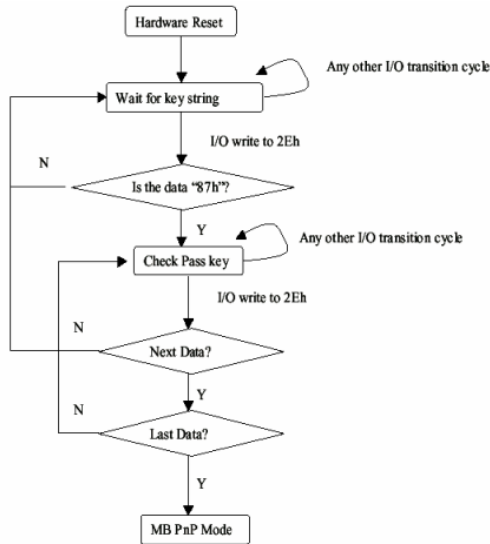 Hardware Reset
Any other I/O transition cycle
Wait for key string
I/O write to 2Eh
N
Is the data “87h”?
Y
Any other I/O transition cycle
Check Pass key
I/O write to 2Eh
N
Next Data?
Y
N
Last Data?
Y
MB PnP Mode